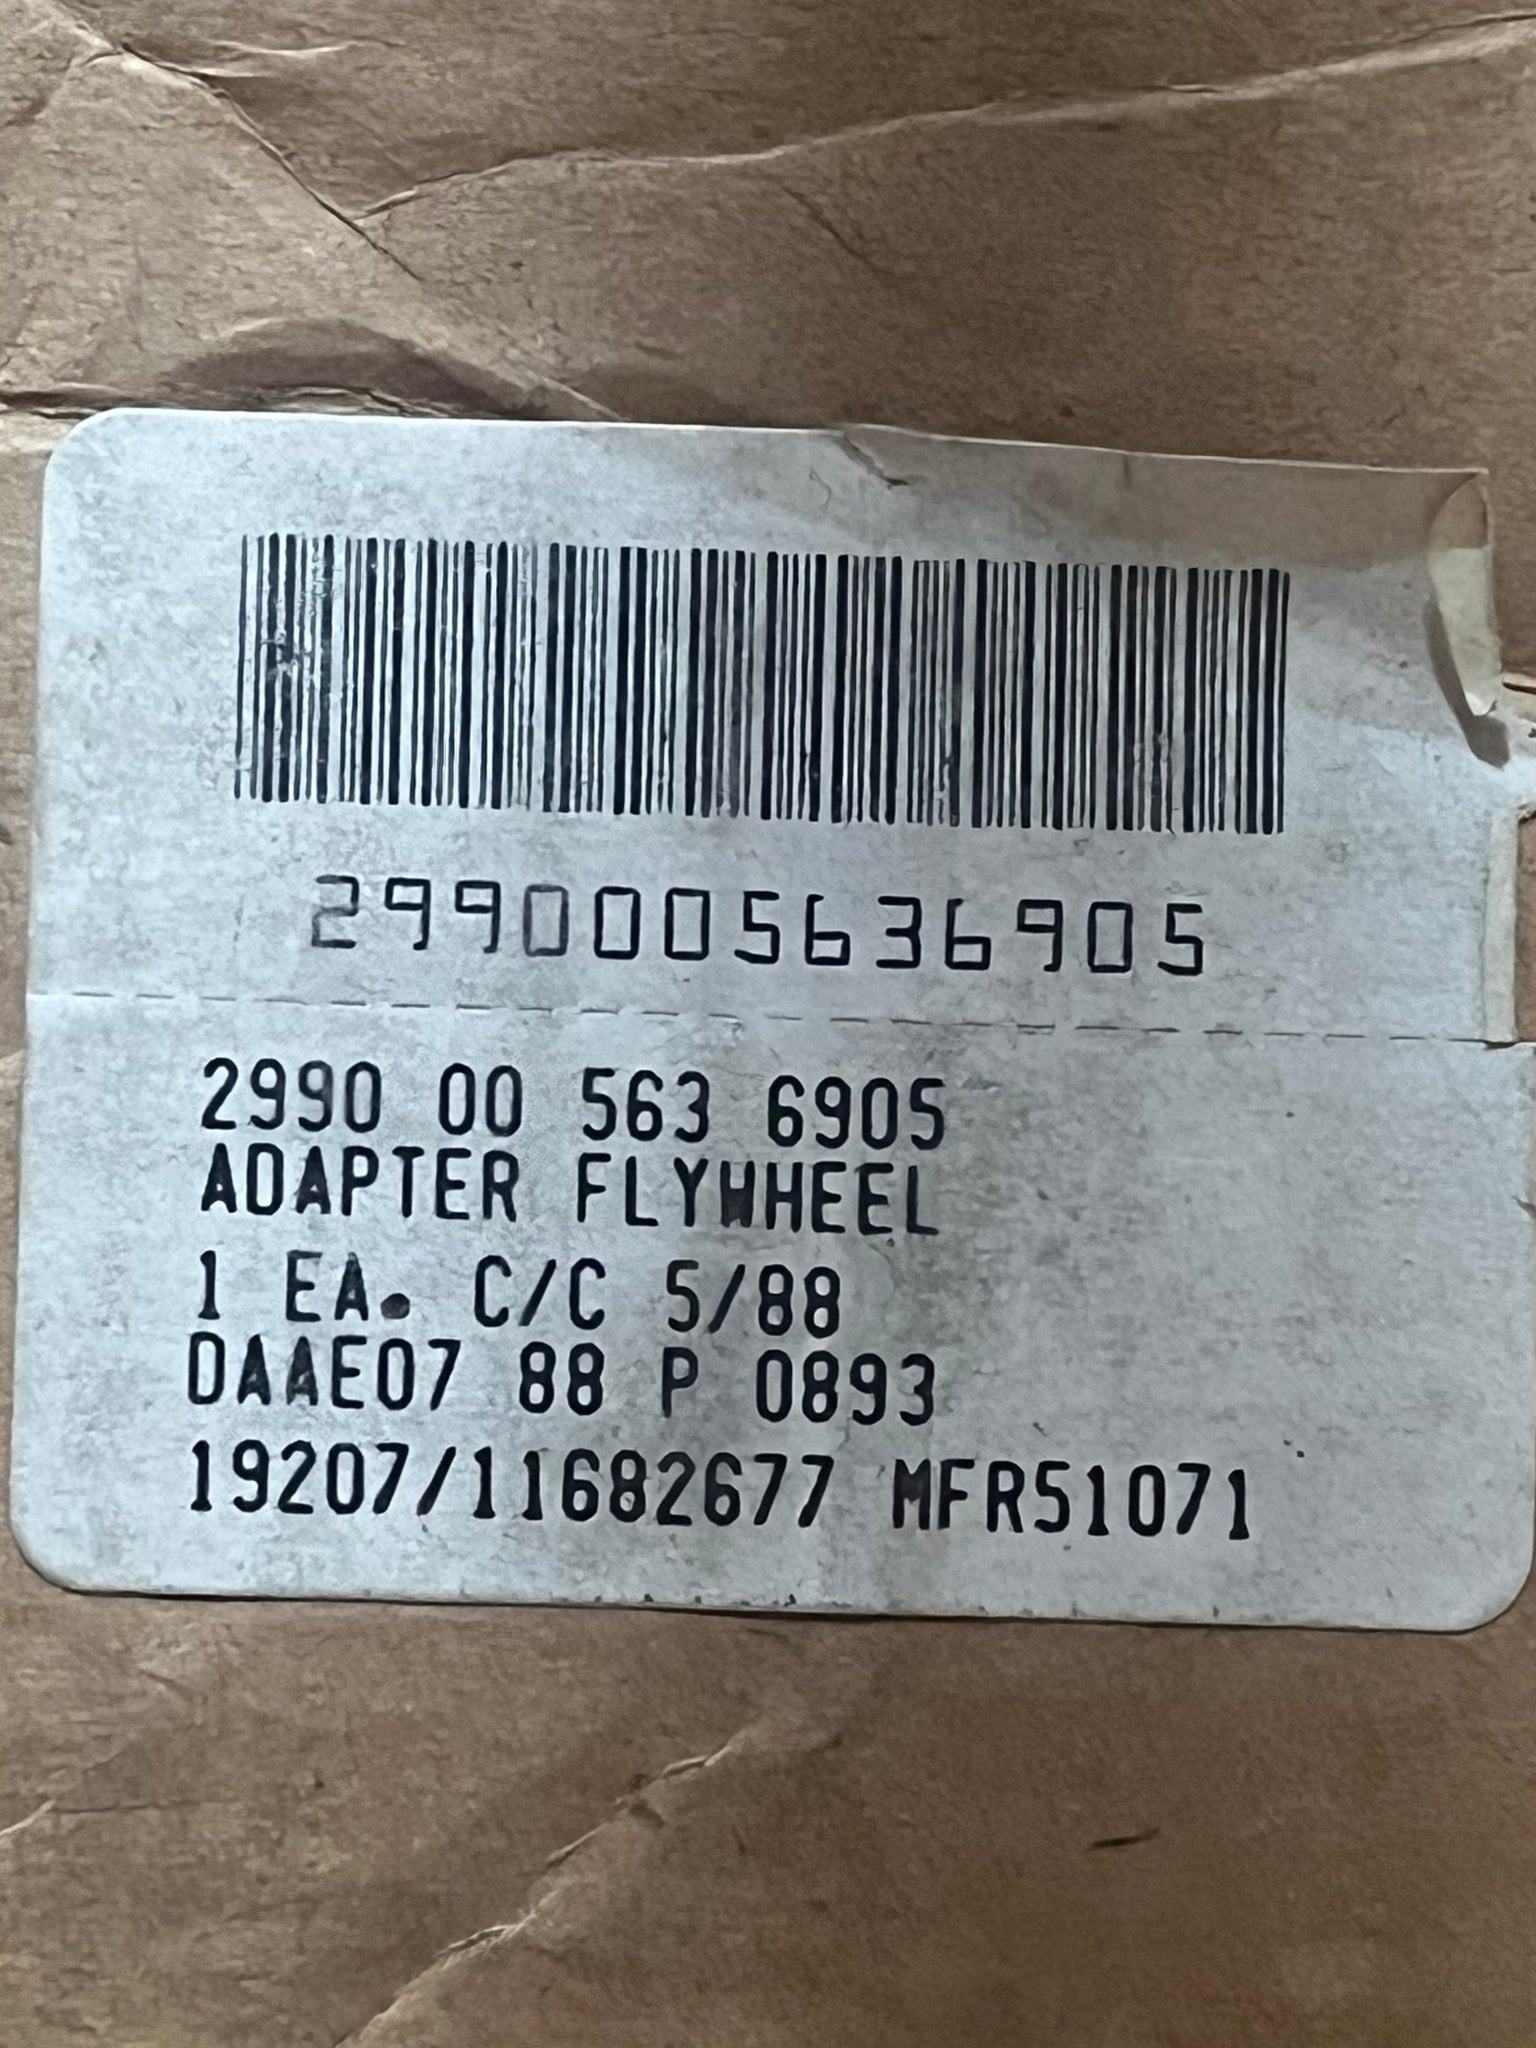 2990005636905
2990 00 563 6905
ADAPTER FLYWHEEL
1 EA. C/C 5/88
DAAE07 88 P 0893
19207/11682677 MFR51071